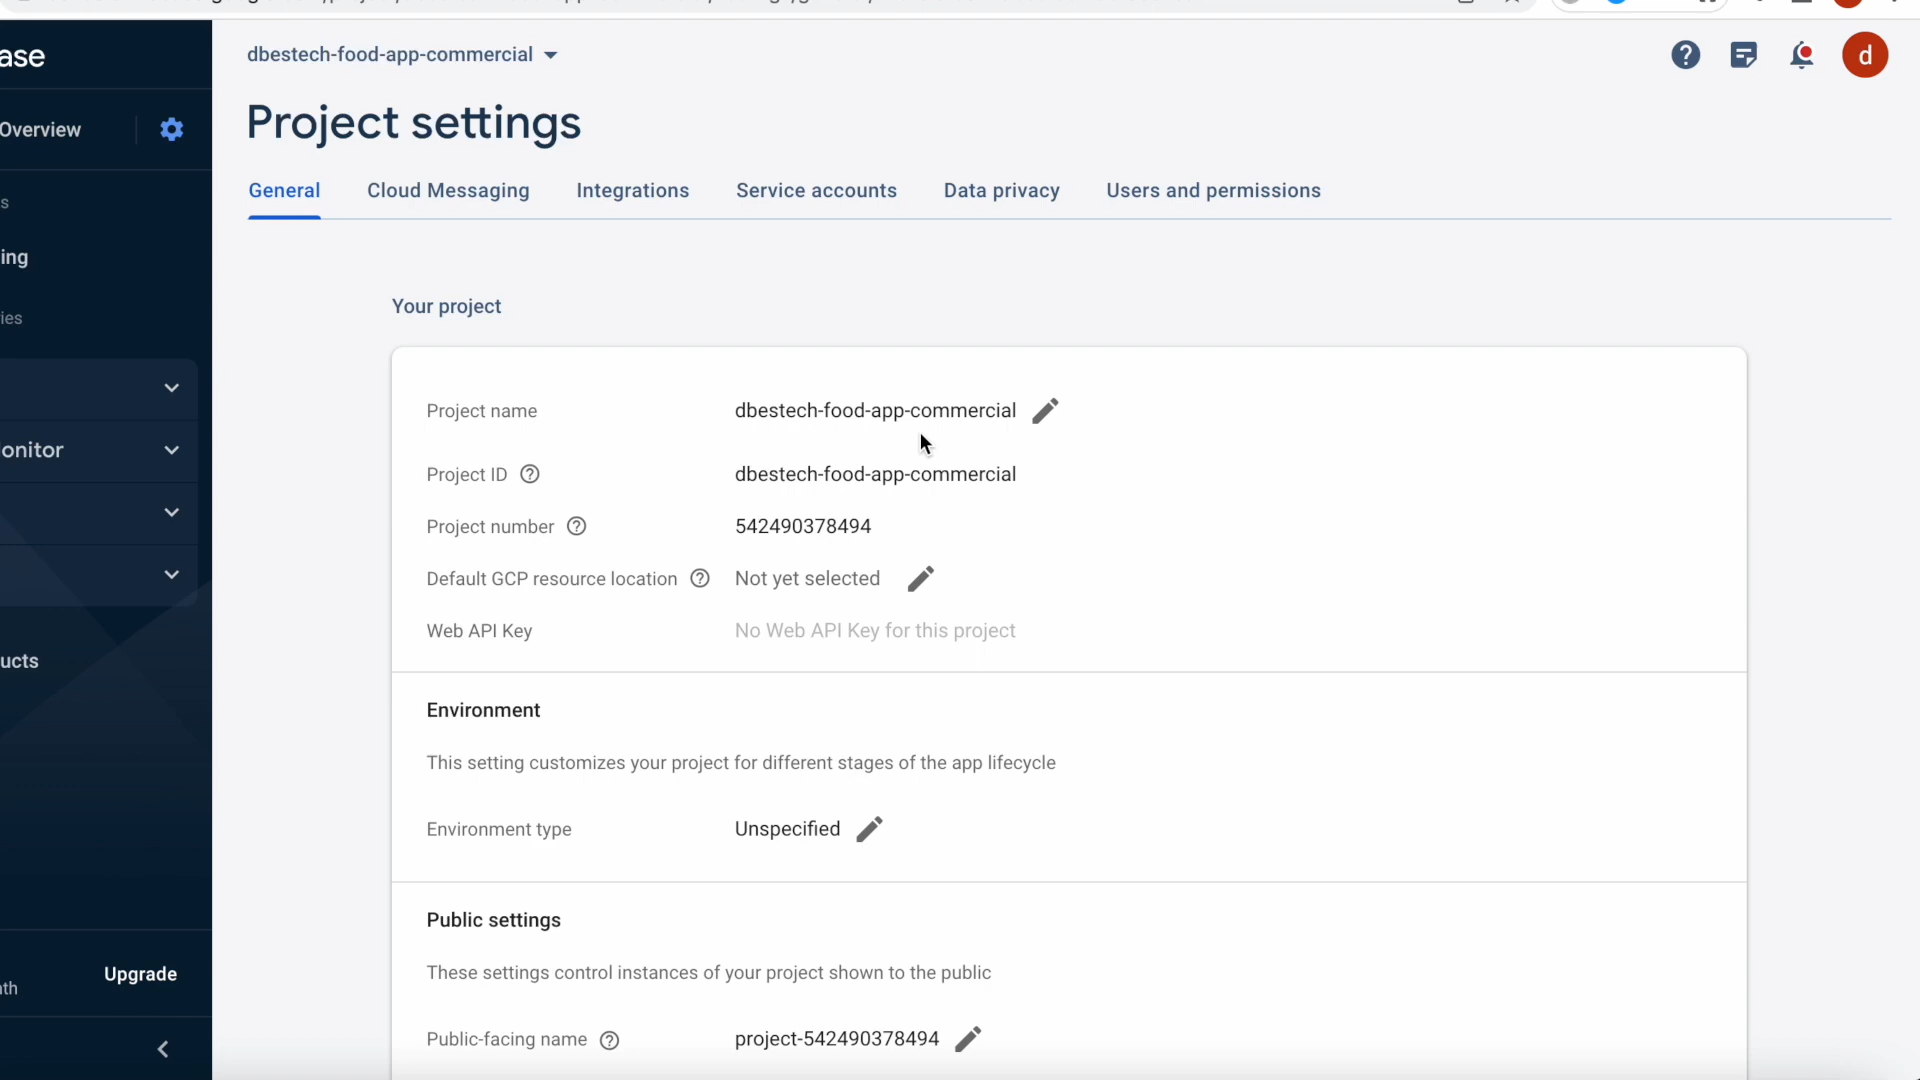 ase
dbestech-food-app-commercial
d
Overview
Project settings
General Cloud Messaging Integrations Service accounts Data privacy Users and permissions
s
ing
ries
onitor
ucts
Your project
Project name dbestech-food-app-commercial
Project ID dbestech-food-app-commercial
Project number 542490378494
Default GCP resource location Not yet selected
Web API Key No Web API Key for this project
Environment
This setting customizes your project for different stages of the app lifecycle
Environment type Unspecified
Public settings
These settings control instances of your project shown to the public
Public-facing name project-542490378494
Upgrade
nth